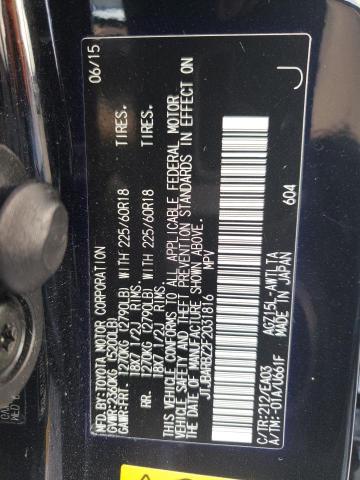 MFD.BY:TOYOTA MOTOR CORPORATION 06/15
GVWR 2505KG (5520LB)
GAWR:FRT. 1270KG (2790LB) WITH 225/60R18 TIRES.
18X7 1/2J RIMS.
RR. 1270KG (2790LB) WITH 225/60R18 TIRES.
18X7 1/2J RIMS.
THIS VEHICLE CONFORMS TO ALL APPLICABLE FEDERAL MOTOR
VEHICLE SAFETY AND THEFT PREVENTION STANDARDS IN EFFECT ON
THE DATE OF MANUFACTURE SHOWN ABOVE.
JTJBARBZ2F2031816 MPV
604 J
C/TR:212/EA03 AGZ15L-AWTLTA
A/TM:-01A/U661F MADE IN JAPAN